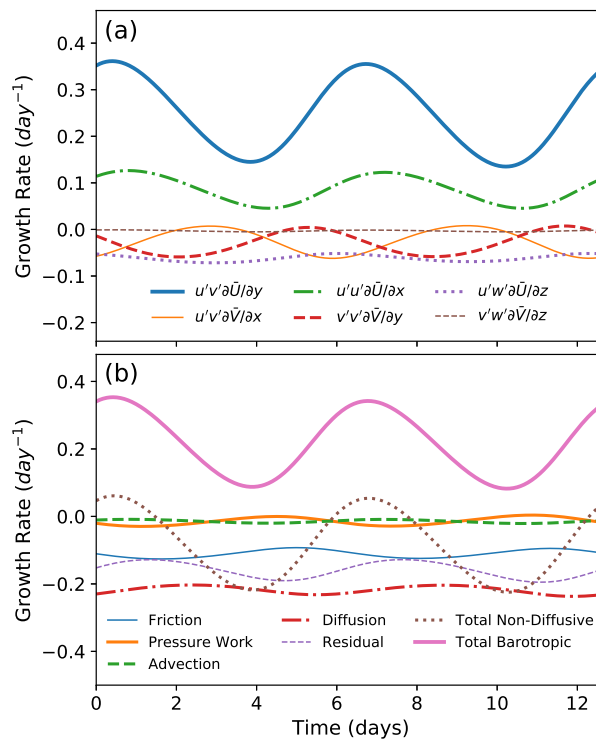 (a)
Growth Rate (day⁻¹)
0.4
0.3
0.2
0.1
0.0
−0.1
−0.2
u′v′∂Ū/∂y
u′u′∂Ū/∂x
u′w′∂Ū/∂z
u′v′∂V̄/∂x
v′v′∂V̄/∂y
v′w′∂V̄/∂z
(b)
Growth Rate (day⁻¹)
0.4
0.2
0.0
−0.2
−0.4
Friction
Diffusion
Total Non-Diffusive
Pressure Work
Residual
Total Barotropic
Advection
0 2 4 6 8 10 12
Time (days)